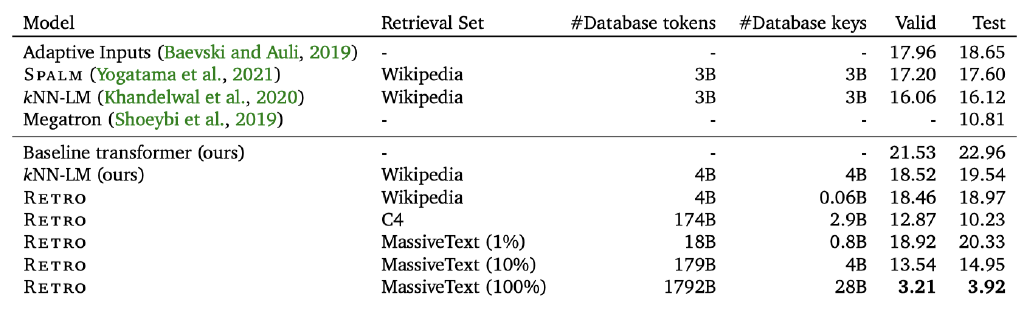 Model Retrieval Set #Database tokens #Database keys Valid Test
Adaptive Inputs (Baevski and Auli, 2019) - - - 17.96 18.65
SPALM (Yogatama et al., 2021) Wikipedia 3B 3B 17.20 17.60
kNN-LM (Khandelwal et al., 2020) Wikipedia 3B 3B 16.06 16.12
Megatron (Shoeybi et al., 2019) - - - - 10.81
Baseline transformer (ours) - - - 21.53 22.96
kNN-LM (ours) Wikipedia 4B 4B 18.52 19.54
RETRO Wikipedia 4B 0.06B 18.46 18.97
RETRO C4 174B 2.9B 12.87 10.23
RETRO MassiveText (1%) 18B 0.8B 18.92 20.33
RETRO MassiveText (10%) 179B 4B 13.54 14.95
RETRO MassiveText (100%) 1792B 28B 3.21 3.92